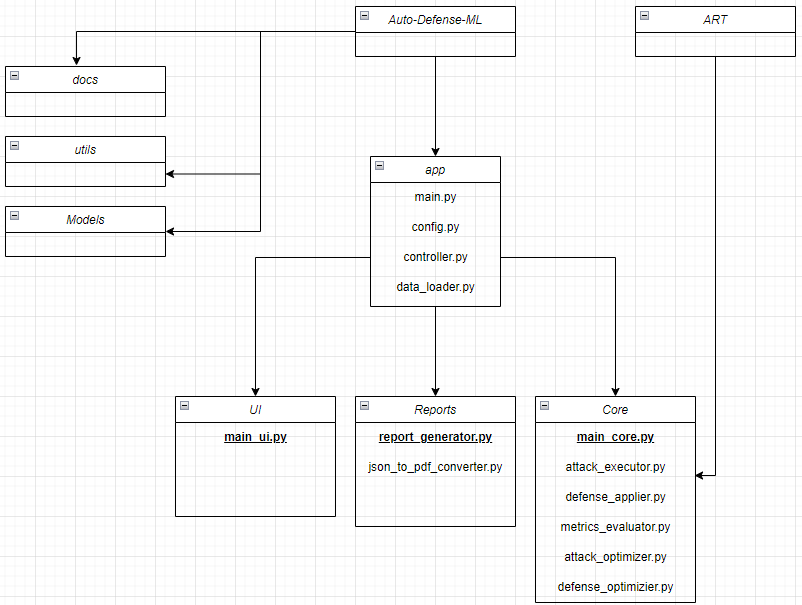 Auto-Defense-ML
ART
docs
utils
Models
app
main.py
config.py
controller.py
data_loader.py
UI
main_ui.py
Reports
report_generator.py
json_to_pdf_converter.py
Core
main_core.py
attack_executor.py
defense_applier.py
metrics_evaluator.py
attack_optimizer.py
defense_optimizier.py